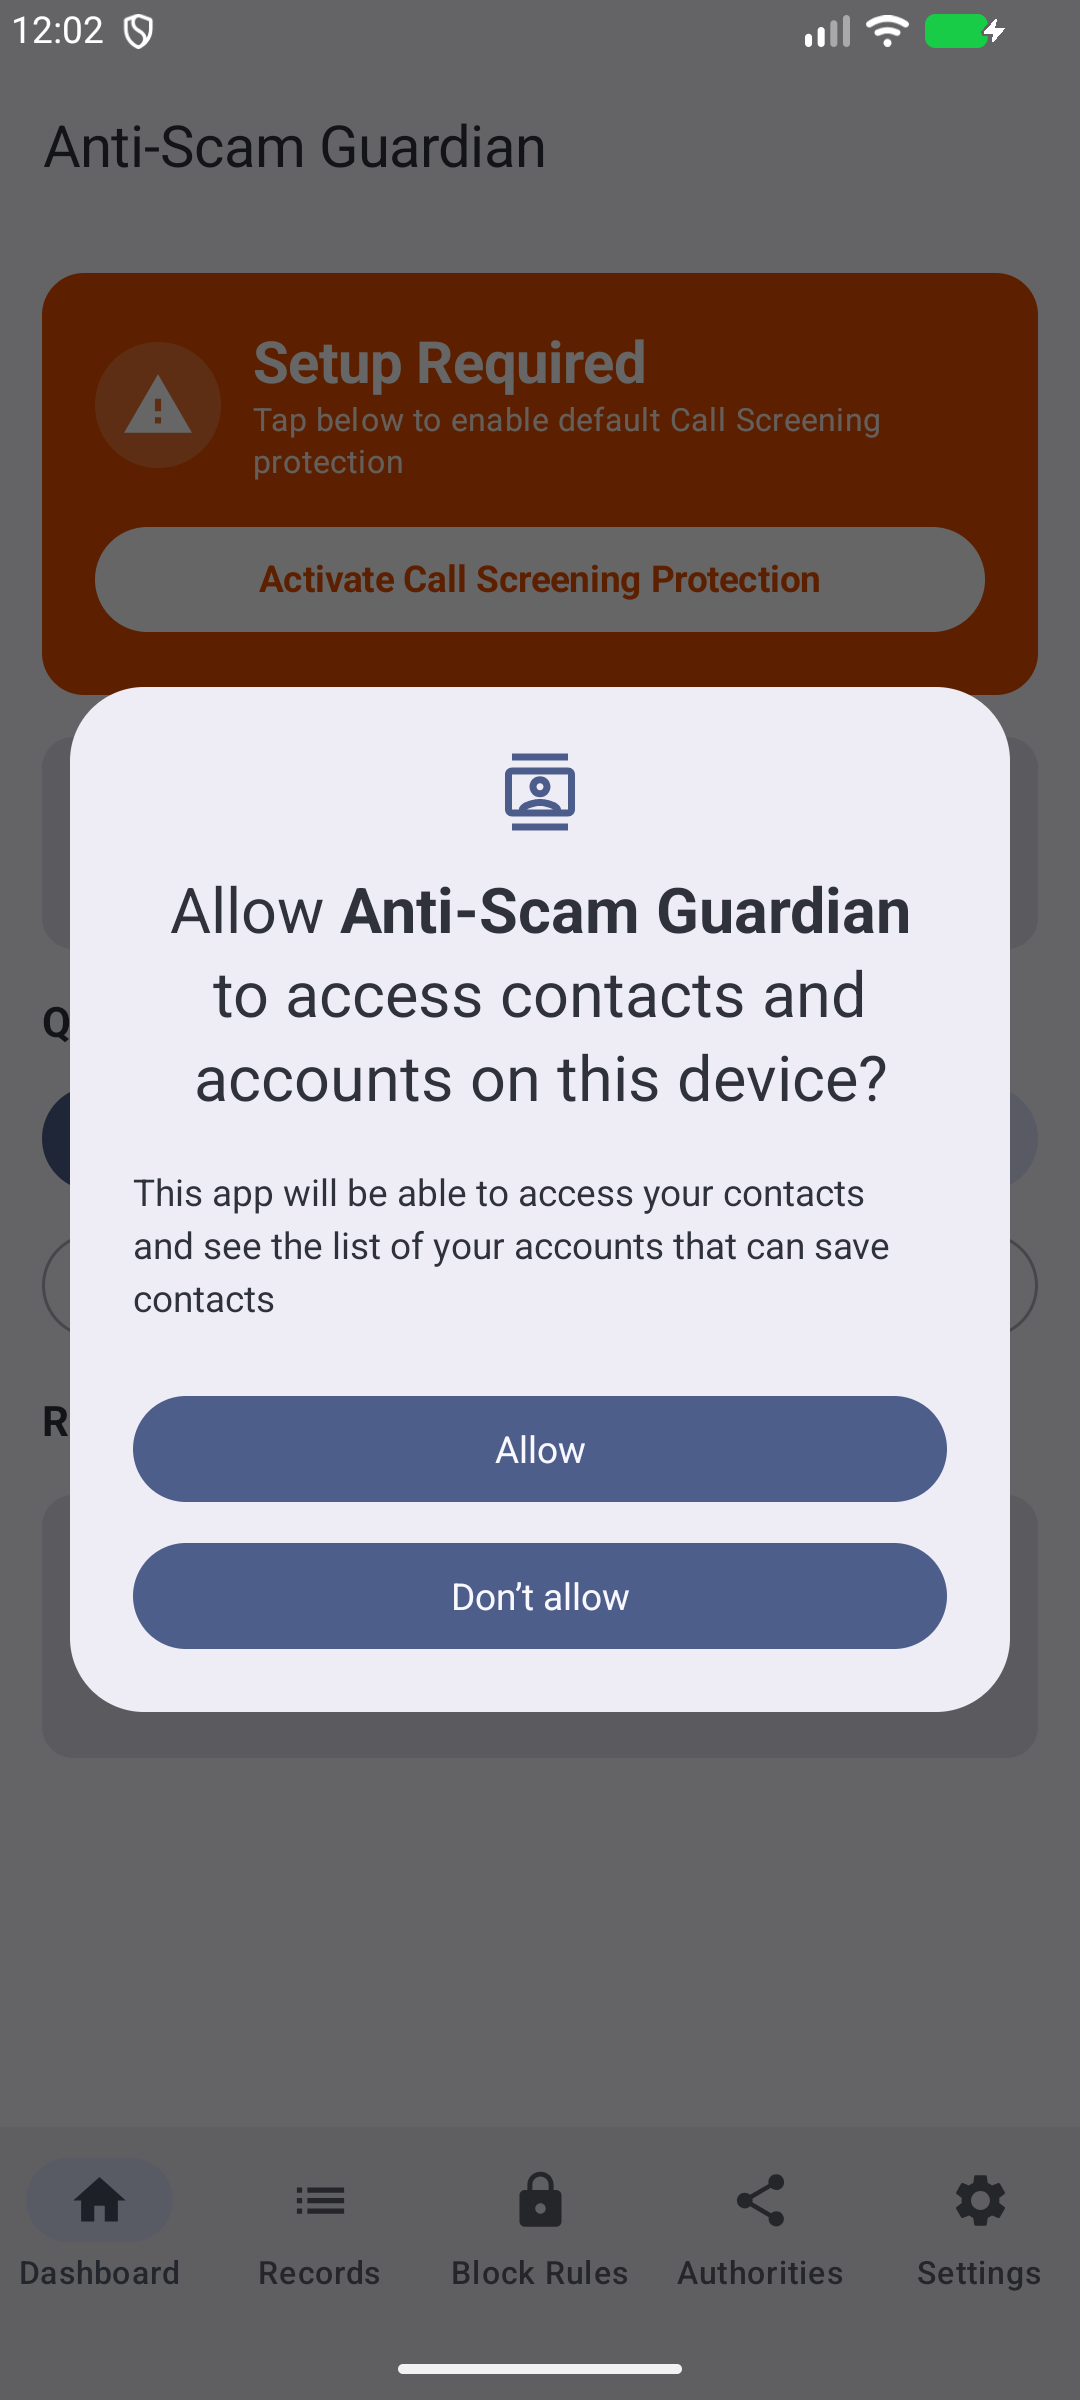 12:02
Anti-Scam Guardian
Setup Required
Tap below to enable default Call Screening
protection
Activate Call Screening Protection
Allow Anti-Scam Guardian
to access contacts and
accounts on this device?
This app will be able to access your contacts
and see the list of your accounts that can save
contacts
Allow
Don’t allow
Dashboard
Records
Block Rules
Authorities
Settings